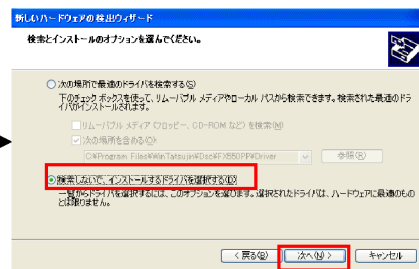 新しいハードウェアの検出ウィザード
検索とインストールのオプションを選んでください。
次の場所で最適のドライバを検索する(S)
下のチェック ボックスを使って、リムーバブル メディアやローカル パスから検索できます。検索された最適のドラ
イバがインストールされます。
リムーバブル メディア (フロッピー、CD-ROM など) を検索(M)
次の場所を含める(O):
C:¥Program Files¥WinTatsujin¥Dsc¥FX550PP¥Driver
参照(R)
検索しないで、インストールするドライバを選択する(D)
一覧からドライバを選択するには、このオプションを選びます。選択されたドライバは、ハードウェアに最適のもの
とは限りません。
< 戻る(B)
次へ(N) >
キャンセル